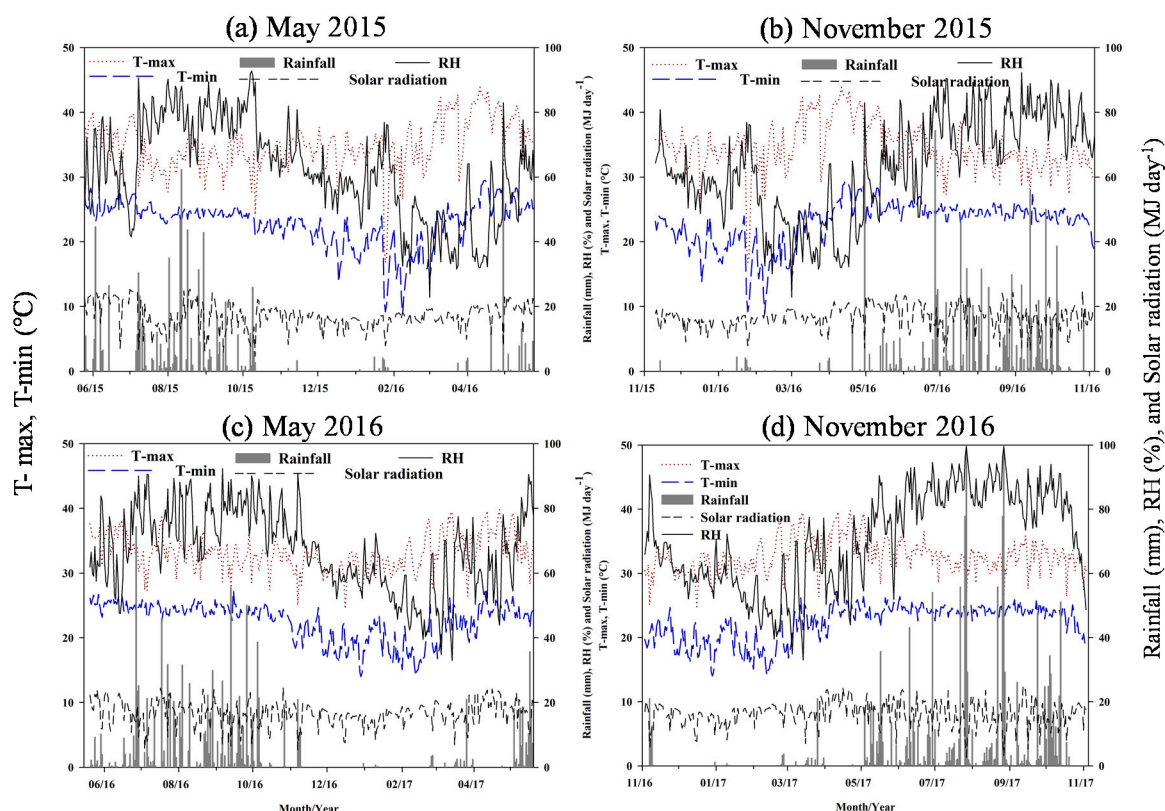 (a) May 2015
(b) November 2015
T-max
Rainfall
RH
T-min
Solar radiation
50
40
30
20
10
0
100
80
60
40
20
0
06/15
08/15
10/15
12/15
02/16
04/16
Rainfall (mm), RH (%) and Solar radiation (MJ day⁻¹)
T-max, T-min (°C)
T-max
Rainfall
RH
T-min
Solar radiation
50
40
30
20
10
0
100
80
60
40
20
0
11/15
01/16
03/16
05/16
07/16
09/16
11/16
T- max, T-min (°C)
Rainfall (mm), RH (%), and Solar radiation (MJ day⁻¹)
(c) May 2016
(d) November 2016
T-max
Rainfall
RH
T-min
Solar radiation
50
40
30
20
10
0
100
80
60
40
20
0
06/16
08/16
10/16
12/16
02/17
04/17
Month/Year
Rainfall (mm), RH (%) and Solar radiation (MJ day⁻¹)
T-max, T-min (°C)
T-max
T-min
Rainfall
Solar radiation
RH
50
40
30
20
10
0
100
80
60
40
20
0
11/16
01/17
03/17
05/17
07/17
09/17
11/17
Month/Year